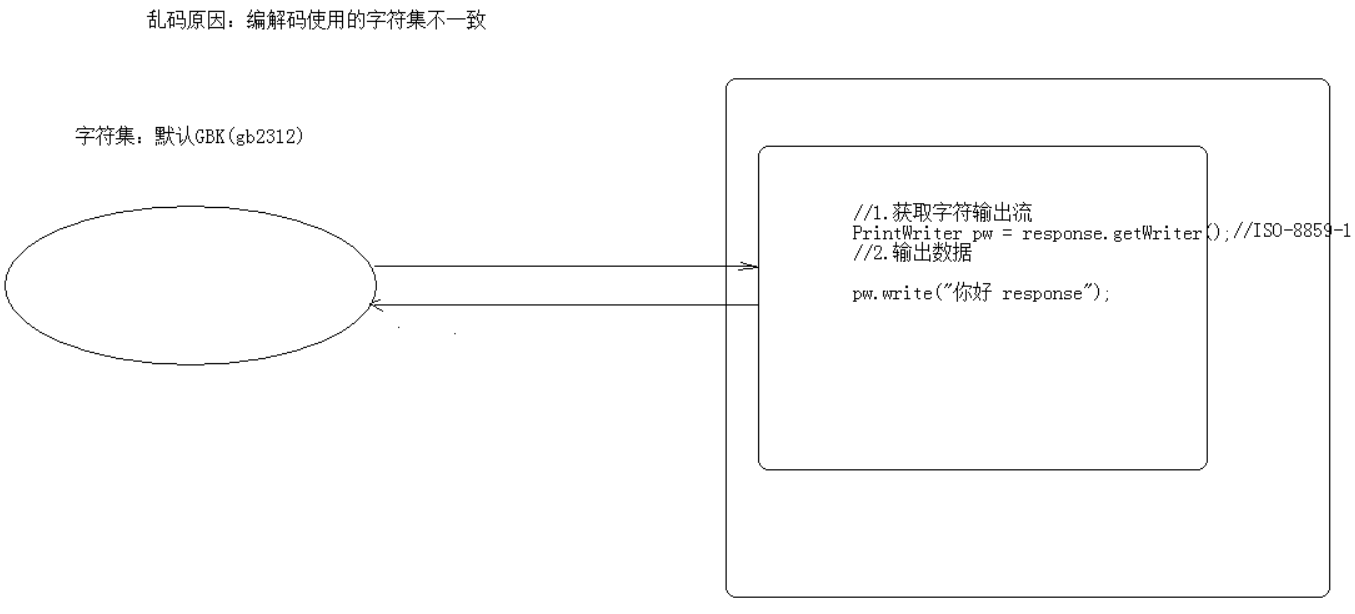 乱码原因：编解码使用的字符集不一致
字符集：默认GBK(gb2312)
//1.获取字符输出流
PrintWriter pw = response.getWriter();//ISO-8859-1
//2.输出数据
pw.write("你好 response");